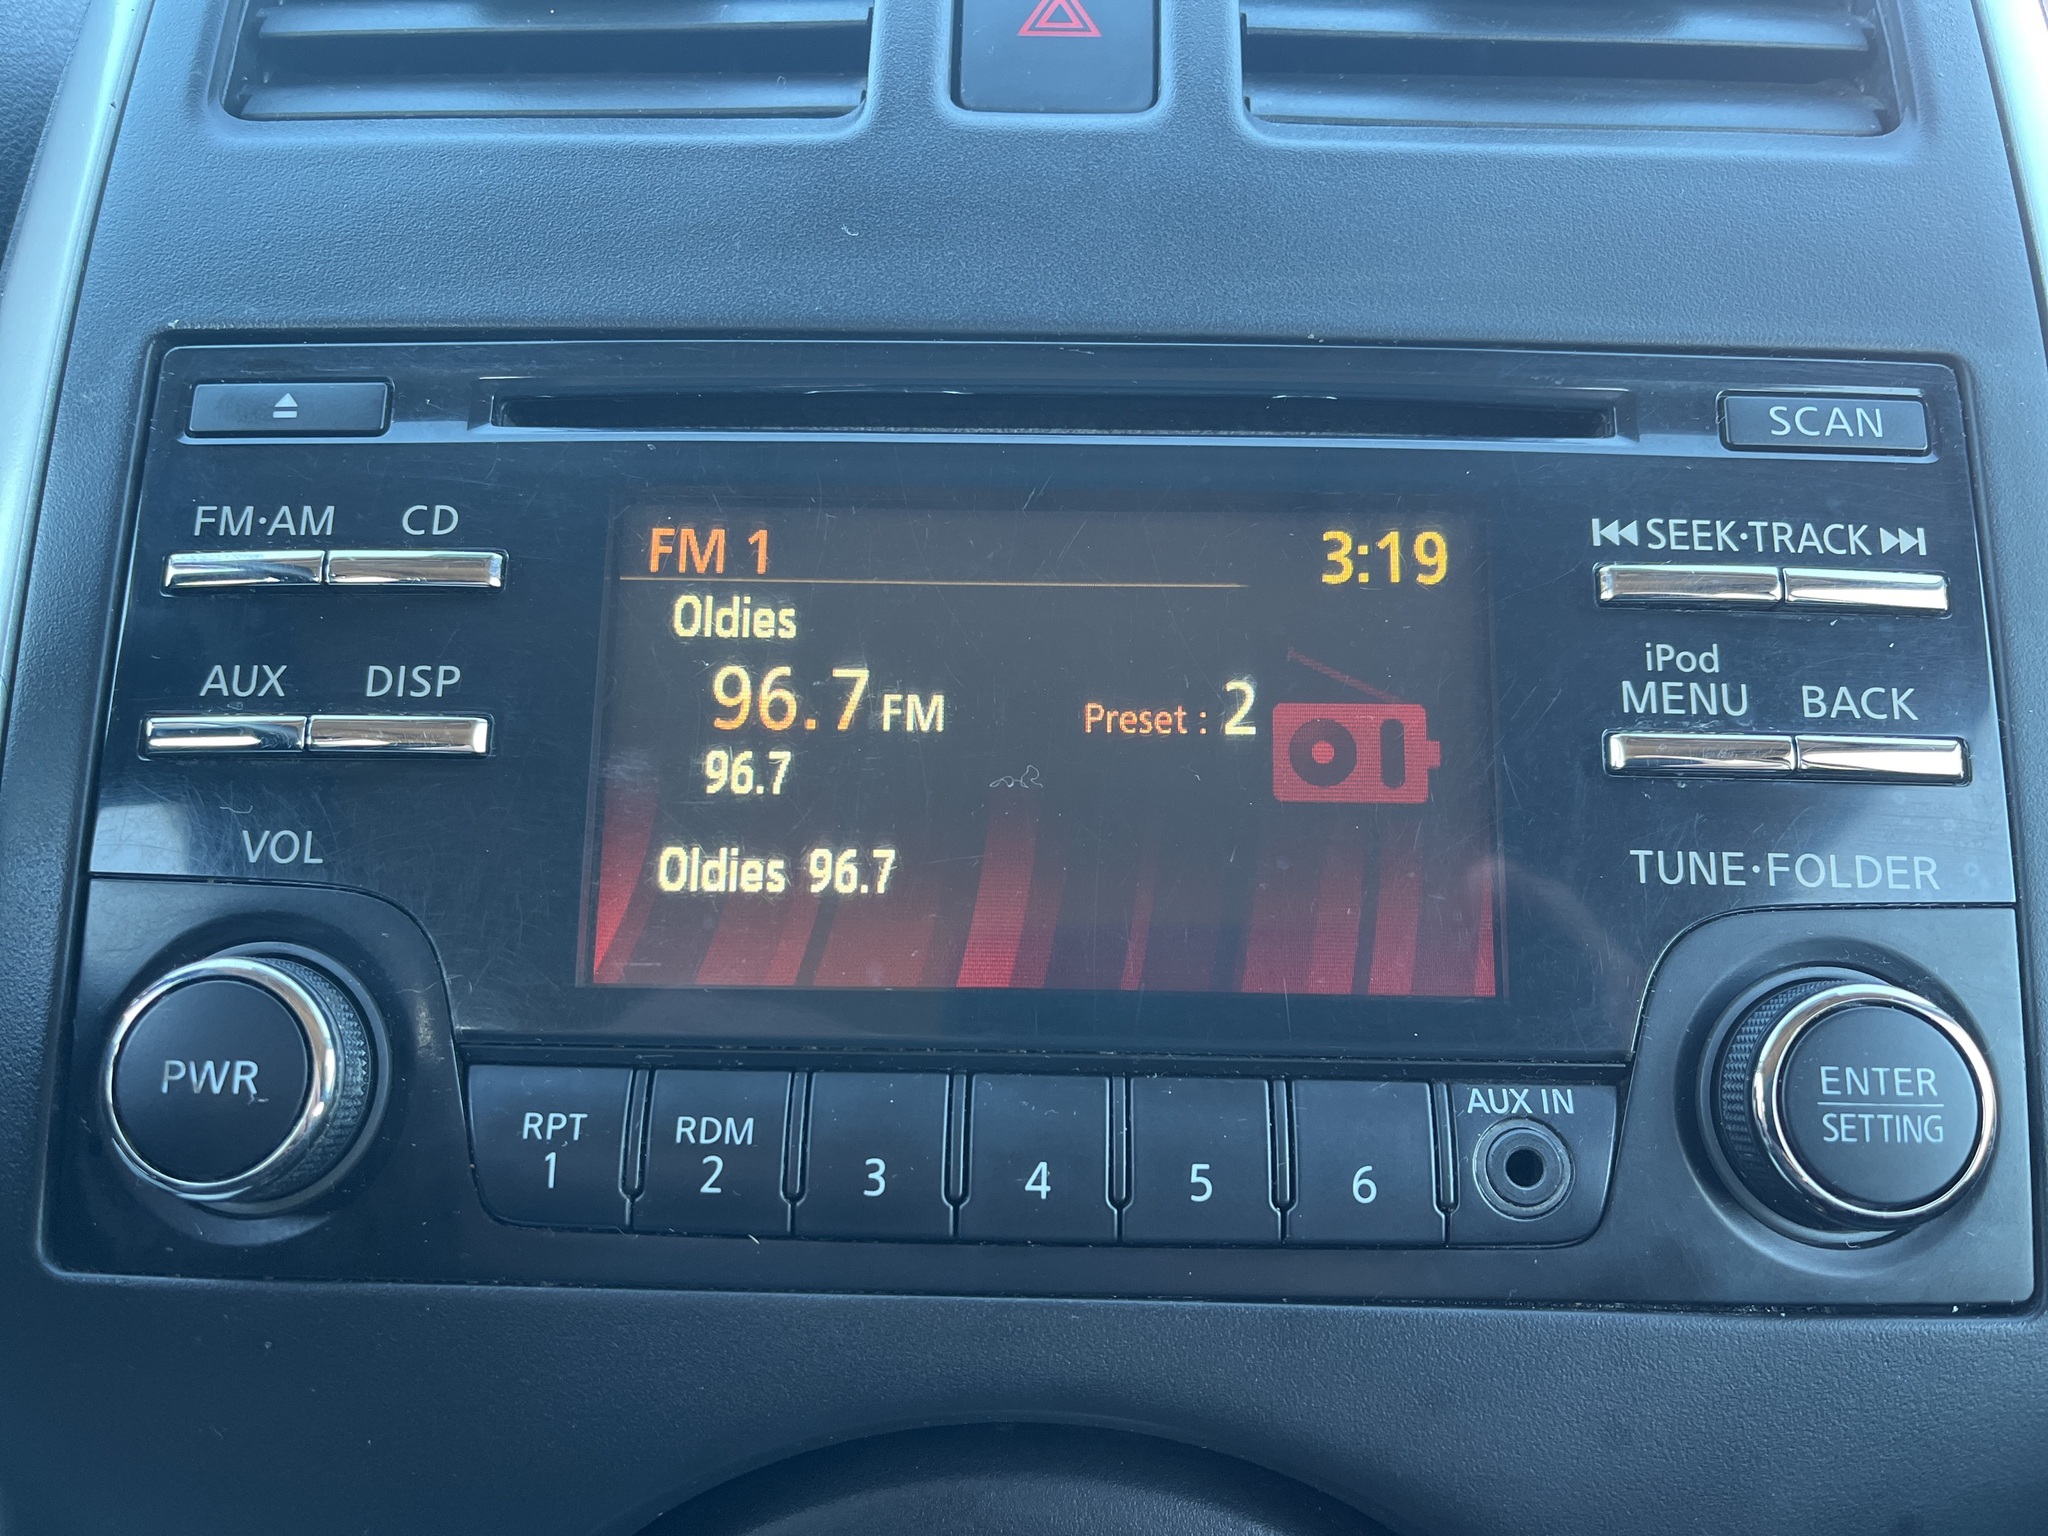 SCAN
FM·AM CD
SEEK·TRACK
AUX DISP
iPod
MENU BACK
VOL
TUNE·FOLDER
FM 1 3:19
Oldies
96.7 FM Preset : 2
96.7
Oldies 96.7
PWR
RPT
1
RDM
2
3
4
5
6
AUX IN
ENTER
SETTING